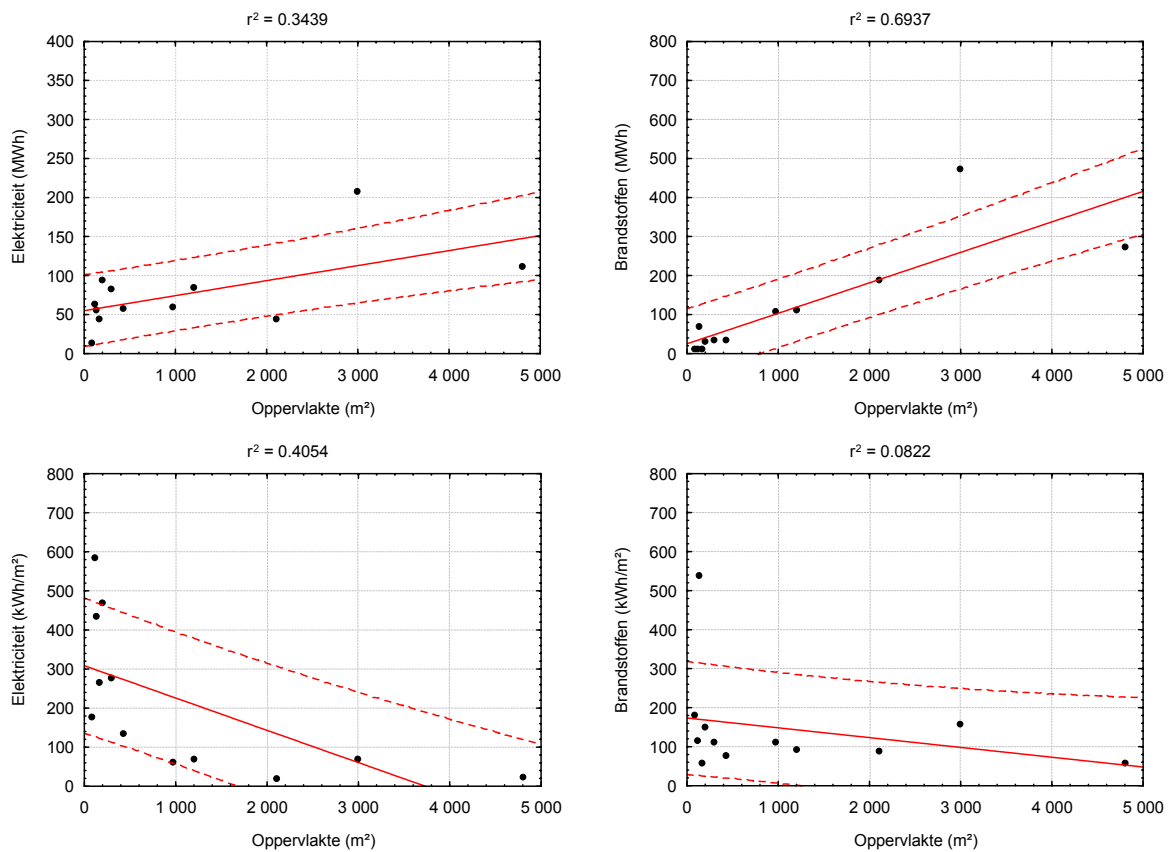 r² = 0.3439
400
350
300
250
200
150
100
50
0
Elektriciteit (MWh)
0 1 000 2 000 3 000 4 000 5 000
Oppervlakte (m²)
r² = 0.6937
800
700
600
500
400
300
200
100
0
Brandstoffen (MWh)
0 1 000 2 000 3 000 4 000 5 000
Oppervlakte (m²)
r² = 0.4054
800
700
600
500
400
300
200
100
0
Elektriciteit (kWh/m²)
0 1 000 2 000 3 000 4 000 5 000
Oppervlakte (m²)
r² = 0.0822
800
700
600
500
400
300
200
100
0
Brandstoffen (kWh/m²)
0 1 000 2 000 3 000 4 000 5 000
Oppervlakte (m²)